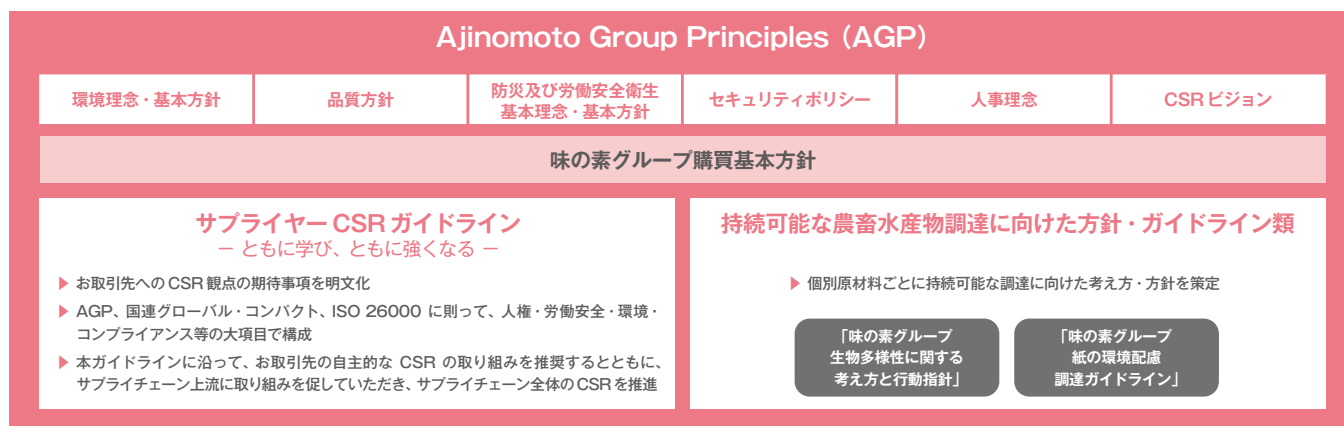 Ajinomoto Group Principles（AGP）
環境理念・基本方針
品質方針
防災及び労働安全衛生
基本理念・基本方針
セキュリティポリシー
人事理念
CSRビジョン
味の素グループ購買基本方針
サプライヤーCSRガイドライン
－ ともに学び、ともに強くなる －
▶ お取引先へのCSR観点の期待事項を明文化
▶ AGP、国連グローバル・コンパクト、ISO 26000 に則って、人権・労働安全・環境・
コンプライアンス等の大項目で構成
▶ 本ガイドラインに沿って、お取引先の自主的な CSR の取り組みを推奨するとともに、
サプライチェーン上流に取り組みを促していただき、サプライチェーン全体のCSRを推進
持続可能な農畜水産物調達に向けた方針・ガイドライン類
▶ 個別原材料ごとに持続可能な調達に向けた考え方・方針を策定
「味の素グループ
生物多様性に関する
考え方と行動指針」
「味の素グループ
紙の環境配慮
調達ガイドライン」